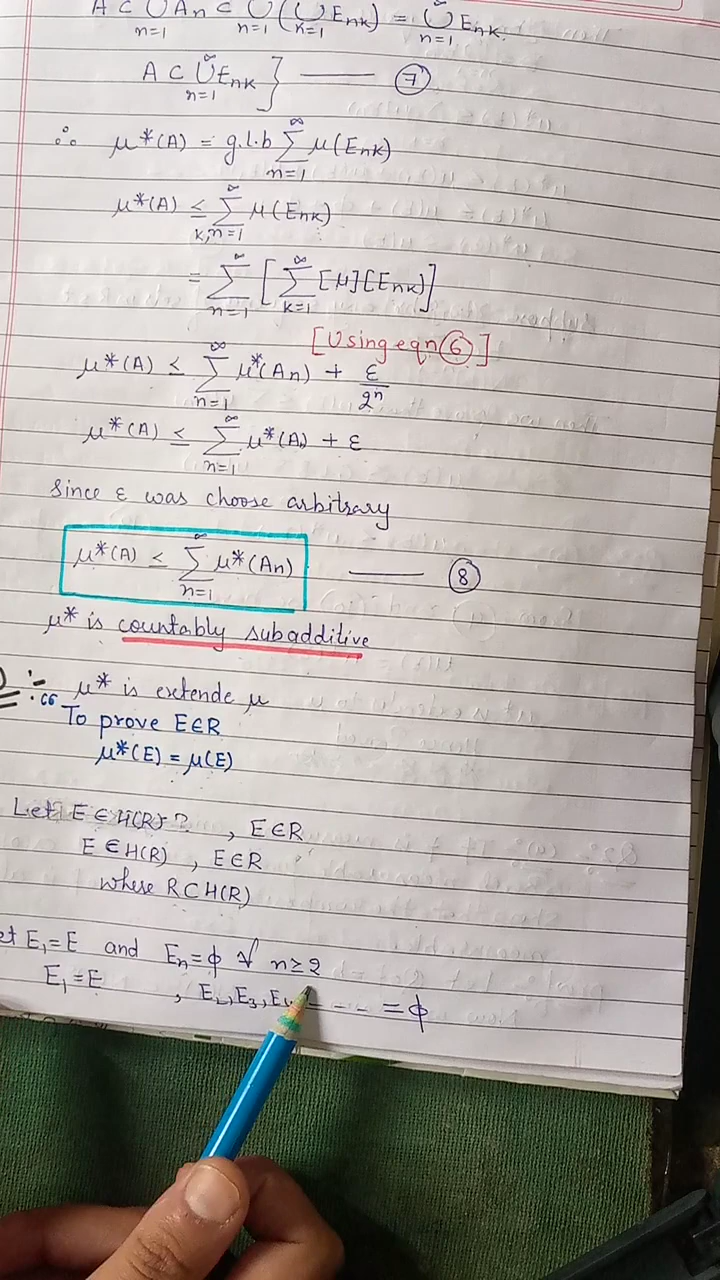 A ⊂ ∪ An ⊂ ∪ (∪ Enk) = ∪ Enk.
n=1 n=1 k=1 n=1
A ⊂ ∪ Enk } —— ⑦
n=1
∴ μ*(A) = g.l.b ∞∑n=1 μ(Enk)
μ*(A) ≤ ∞∑k,n=1 μ(Enk)
= ∞∑n=1 [ ∞∑k=1 [μ][Enk)]
[Using eqn ⑥]
μ*(A) ≤ ∞∑n=1 μ*(An) + ε/2ⁿ
μ*(A) ≤ ∞∑n=1 μ*(A) + ε
Since ε was choose arbitrary
μ*(A) ≤ ∞∑n=1 μ*(An) —— ⑧
μ* is countably subadditive
μ* is extende μ
To prove E∈R
μ*(E) = μ(E)
Let E ∈ H(R) ? , E∈R
E ∈ H(R) , E∈R
where R⊂H(R)
et E₁=E and En=ϕ ∀ n≥2
E₁=E , E₂,E₃,E₄, - - - = ϕ